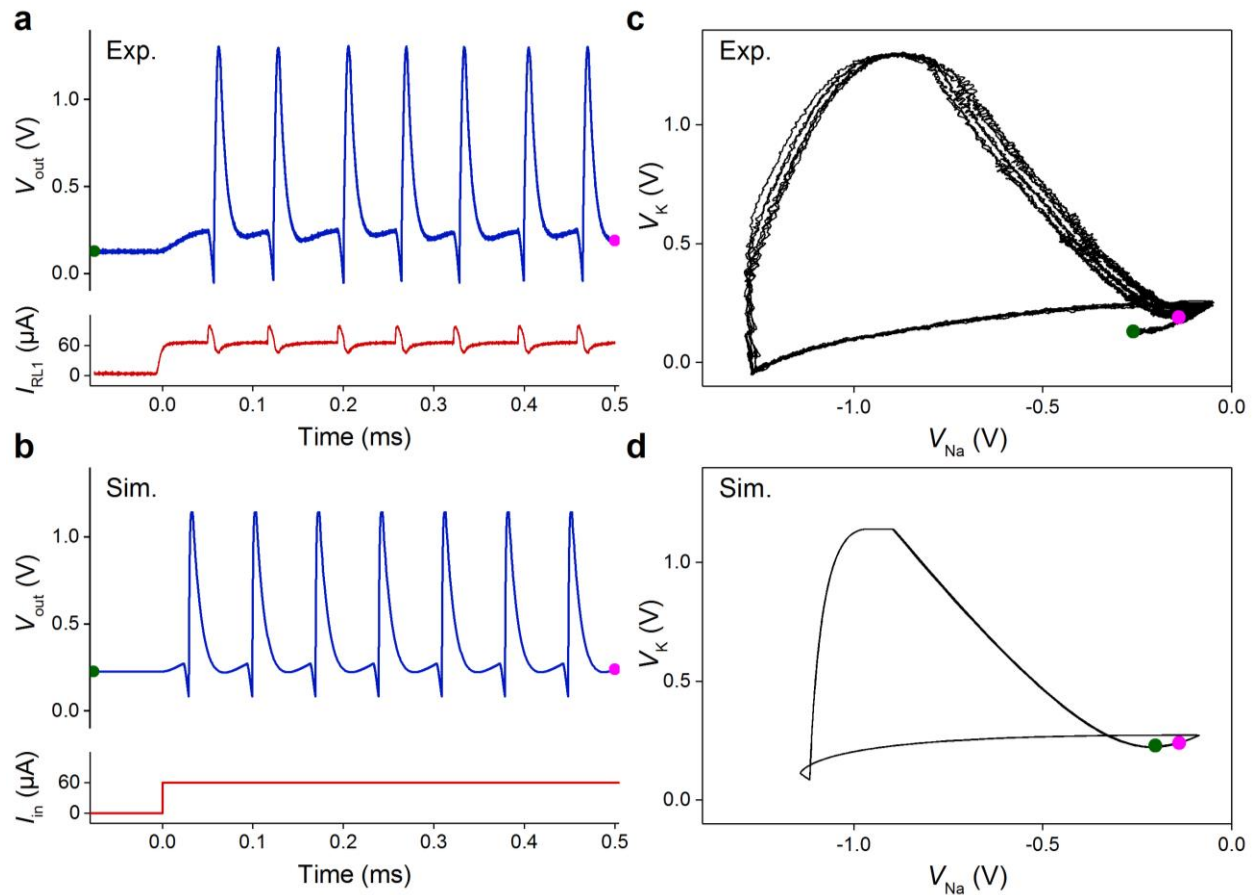 a
Exp.
1.0
0.5
0.0
V_out (V)
60
0
I_RL1 (µA)
0.0 0.1 0.2 0.3 0.4 0.5
Time (ms)
c
Exp.
1.0
0.5
0.0
V_K (V)
-1.0 -0.5 0.0
V_Na (V)
b
Sim.
1.0
0.5
0.0
V_out (V)
60
0
I_in (µA)
0.0 0.1 0.2 0.3 0.4 0.5
Time (ms)
d
Sim.
1.0
0.5
0.0
V_K (V)
-1.0 -0.5 0.0
V_Na (V)